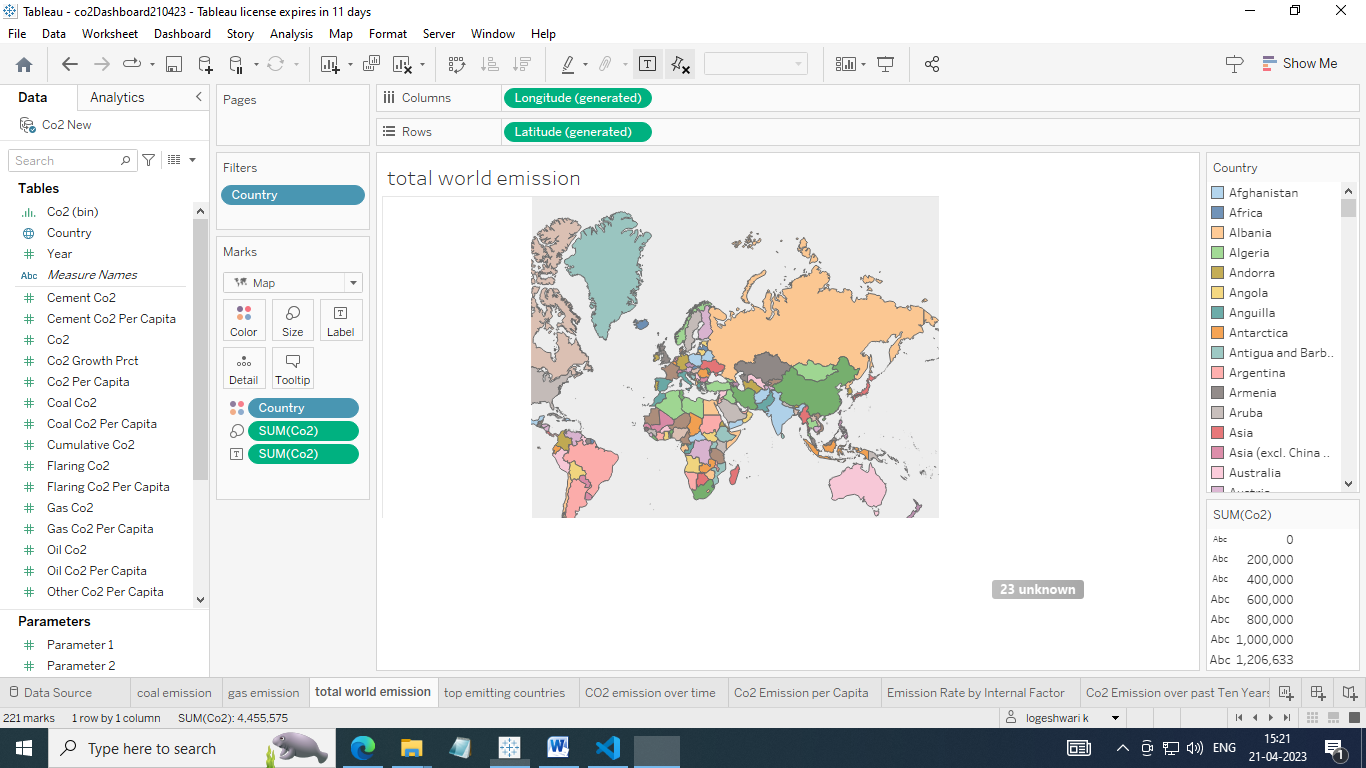 Tableau - co2Dashboard210423 - Tableau license expires in 11 days
File Data Worksheet Dashboard Story Analysis Map Format Server Window Help
Show Me
Data Analytics
Co2 New
Search
Tables
Co2 (bin)
Country
Year
Abc Measure Names
Cement Co2
Cement Co2 Per Capita
Co2
Co2 Growth Prct
Co2 Per Capita
Coal Co2
Coal Co2 Per Capita
Cumulative Co2
Flaring Co2
Flaring Co2 Per Capita
Gas Co2
Gas Co2 Per Capita
Oil Co2
Oil Co2 Per Capita
Other Co2 Per Capita
Parameters
Parameter 1
Parameter 2
Pages
Filters
Country
Marks
Map
Color Size Label
Detail Tooltip
Country
SUM(Co2)
SUM(Co2)
Columns Longitude (generated)
Rows Latitude (generated)
total world emission
23 unknown
Country
Afghanistan
Africa
Albania
Algeria
Andorra
Angola
Anguilla
Antarctica
Antigua and Barb..
Argentina
Armenia
Aruba
Asia
Asia (excl. China ..
Australia
Austria
SUM(Co2)
Abc 0
Abc 200,000
Abc 400,000
Abc 600,000
Abc 800,000
Abc 1,000,000
Abc 1,206,633
Data Source coal emission gas emission total world emission top emitting countries CO2 emission over time Co2 Emission per Capita Emission Rate by Internal Factor Co2 Emission over past Ten Years
221 marks 1 row by 1 column SUM(Co2): 4,455,575 logeshwari k
Type here to search
ENG
15:21
21-04-2023
1